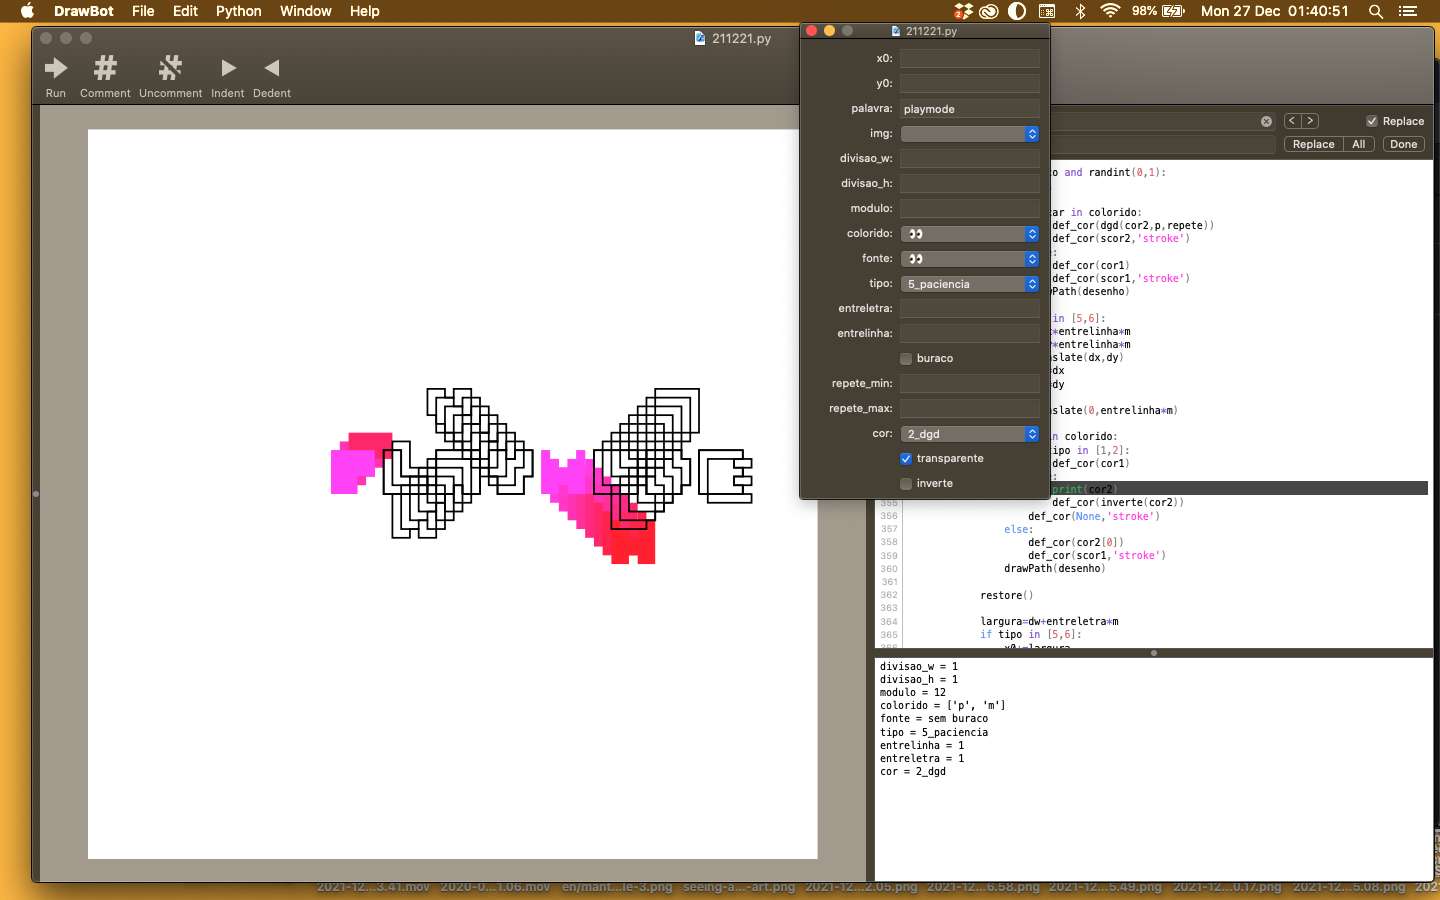 DrawBot File Edit Python Window Help
2 98% Mon 27 Dec 01:40:51
211221.py
Run Comment Uncomment Indent Dedent
211221.py
x0:
y0:
palavra: playmode
img:
divisao_w:
divisao_h:
modulo:
colorido: 👀
fonte: 👀
tipo: 5_paciencia
entreletra:
entrelinha:
buraco
repete_min:
repete_max:
cor: 2_dgd
transparente
inverte
< > Replace
Replace All Done
and randint(0,1):
in colorido:
def_cor(dgd(cor2,p,repete))
def_cor(scor2,'stroke')
:
def_cor(cor1)
def_cor(scor1,'stroke')
Path(desenho)
in [5,6]:
*entrelinha*m
*entrelinha*m
slate(dx,dy)
=dx
=dy
slate(0,entrelinha*m)
in colorido:
tipo in [1,2]:
def_cor(cor1)
:
print(cor2)
355 def_cor(inverte(cor2))
356 def_cor(None,'stroke')
357 else:
358 def_cor(cor2[0])
359 def_cor(scor1,'stroke')
360 drawPath(desenho)
361
362 restore()
363
364 largura=dw+entreletra*m
365 if tipo in [5,6]:
366 x0+=largura
divisao_w = 1
divisao_h = 1
modulo = 12
colorido = ['p', 'm']
fonte = sem buraco
tipo = 5_paciencia
entrelinha = 1
entreletra = 1
cor = 2_dgd
2021-12...3.41.mov 2020-0...1.06.mov en/mant...le-3.png seeing-a...-art.png 2021-12...2.05.png 2021-12...6.58.png 2021-12...5.49.png 2021-12...0.17.png 2021-12...5.08.png